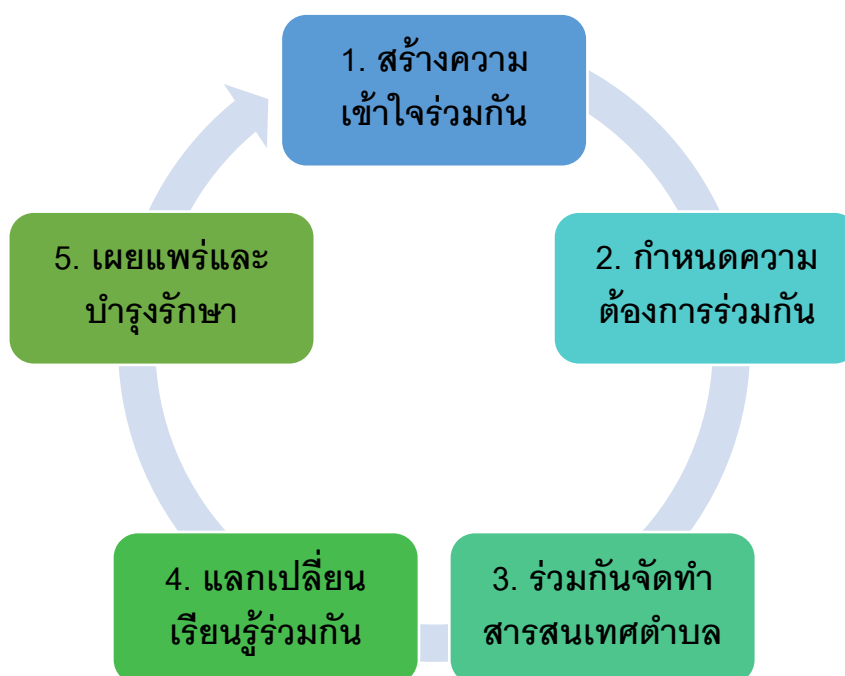 1. สร้างความ
เข้าใจร่วมกัน
2. กำหนดความ
ต้องการร่วมกัน
3. ร่วมกันจัดทำ
สารสนเทศตำบล
4. แลกเปลี่ยน
เรียนรู้ร่วมกัน
5. เผยแพร่และ
บำรุงรักษา